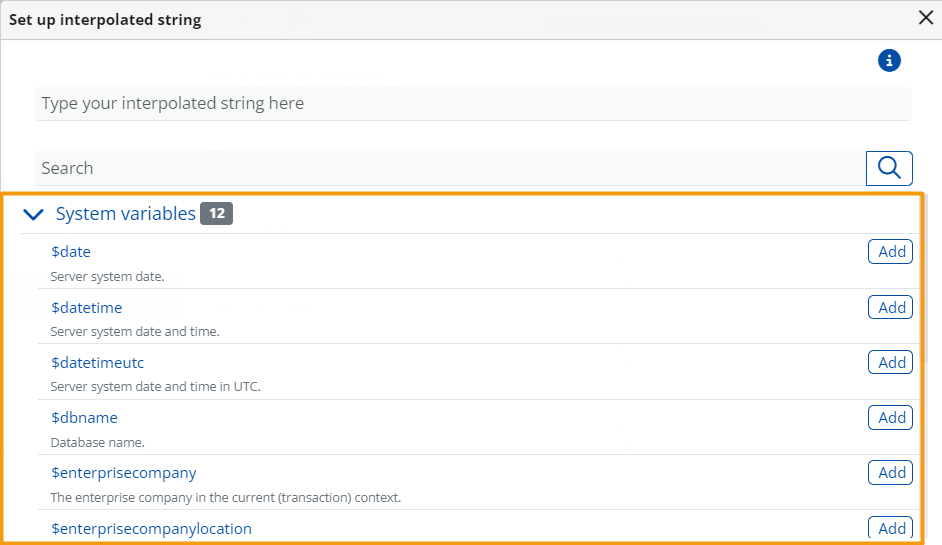 Set up interpolated string
Type your interpolated string here
Search
System variables 12
$date Add
Server system date.
$datetime Add
Server system date and time.
$datetimeutc Add
Server system date and time in UTC.
$dbname Add
Database name.
$enterprisecompany Add
The enterprise company in the current (transaction) context.
$enterprisecompanylocation Add